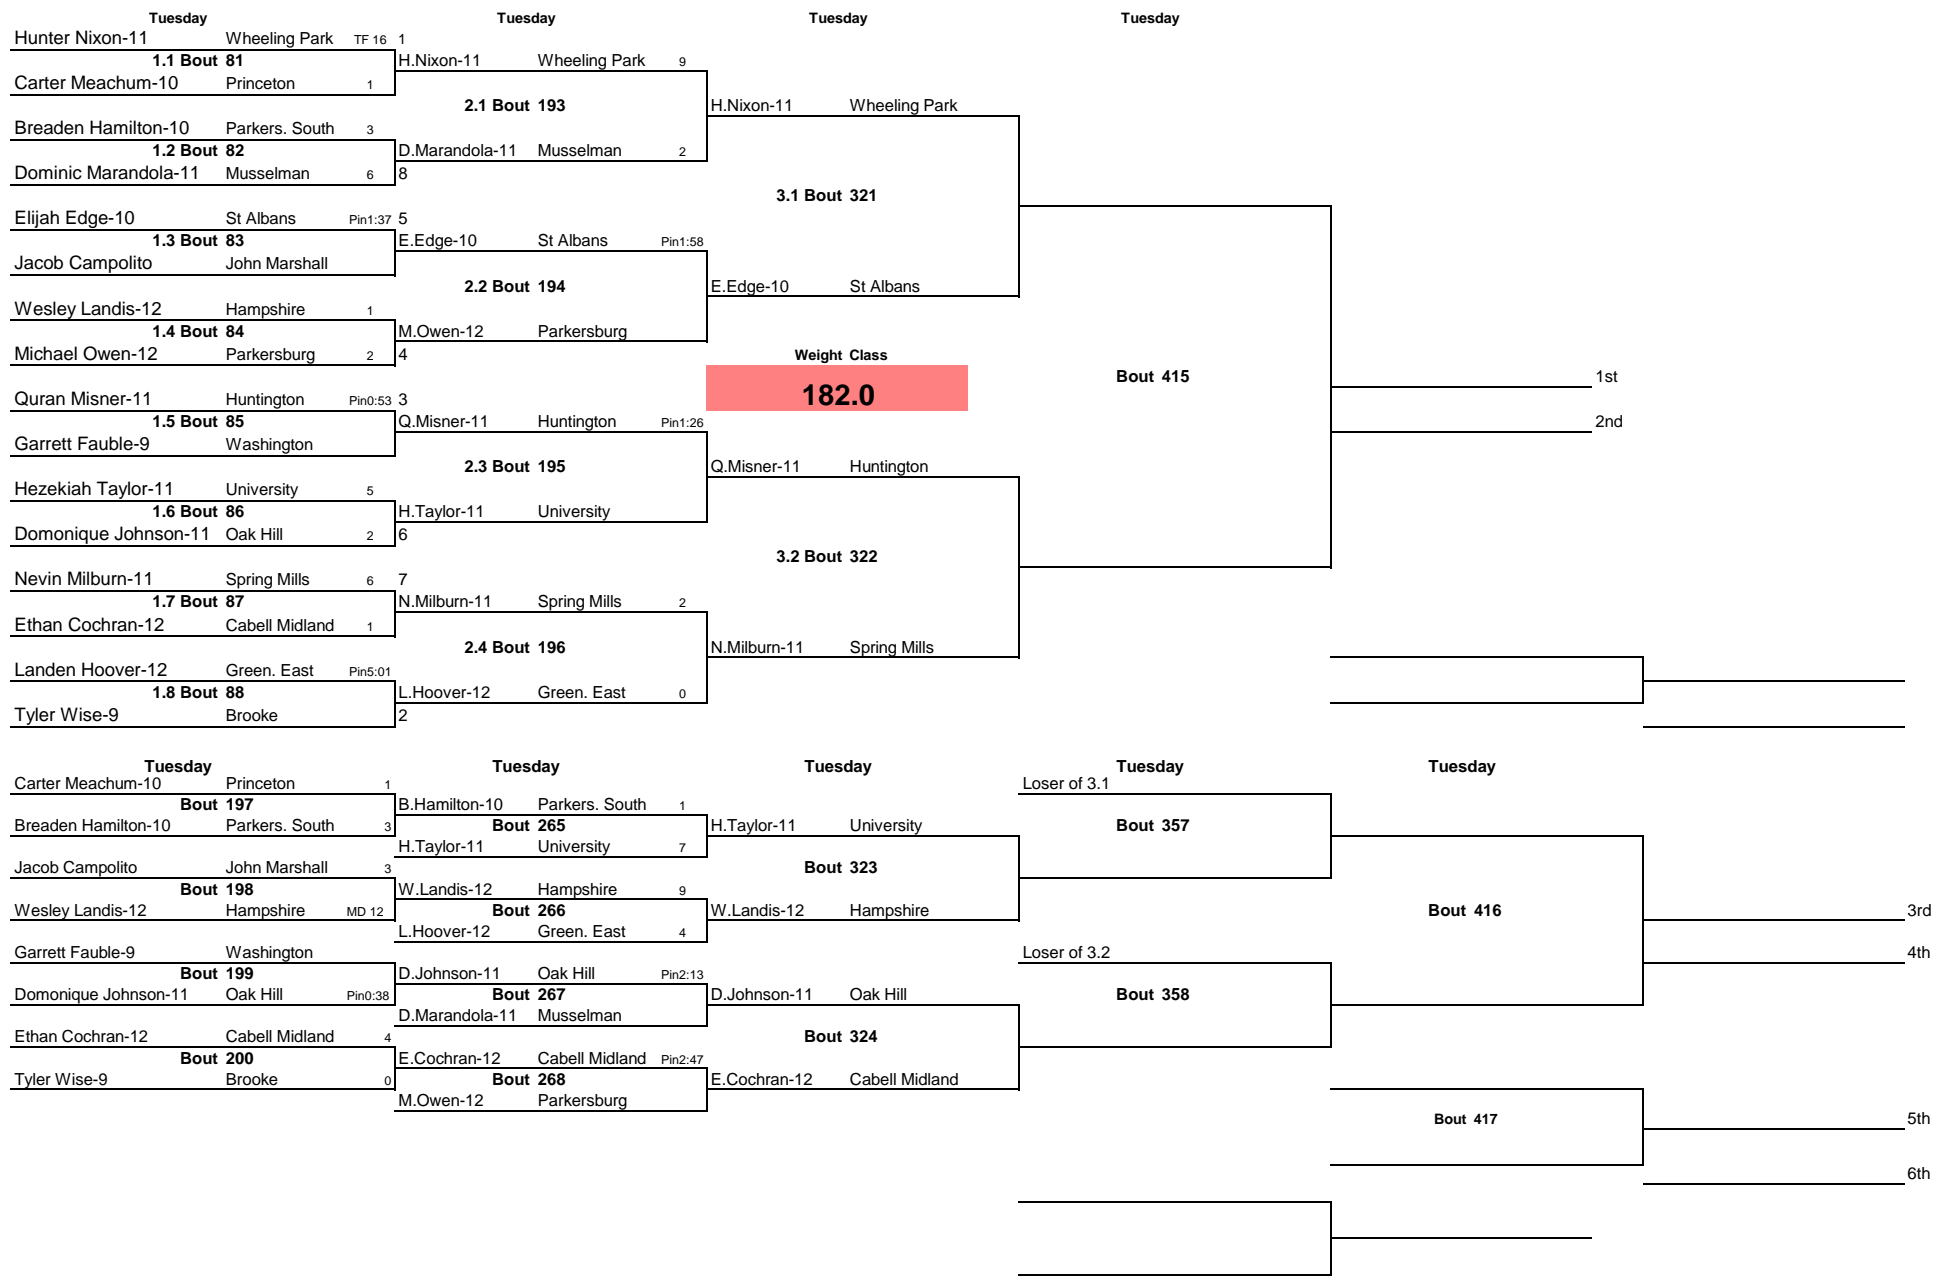 Tuesday Tuesday Tuesday Tuesday
Hunter Nixon-11 Wheeling Park TF 16 1
1.1 Bout 81 H.Nixon-11 Wheeling Park 9
Carter Meachum-10 Princeton 1
2.1 Bout 193 H.Nixon-11 Wheeling Park
Breaden Hamilton-10 Parkers. South 3
1.2 Bout 82 D.Marandola-11 Musselman 2
Dominic Marandola-11 Musselman 6 8
3.1 Bout 321
Elijah Edge-10 St Albans Pin1:37 5
1.3 Bout 83 E.Edge-10 St Albans Pin1:58
Jacob Campolito John Marshall
2.2 Bout 194 E.Edge-10 St Albans
Wesley Landis-12 Hampshire 1
1.4 Bout 84 M.Owen-12 Parkersburg
Michael Owen-12 Parkersburg 2 4 Weight Class
Bout 415 1st
Quran Misner-11 Huntington Pin0:53 3 182.0
1.5 Bout 85 Q.Misner-11 Huntington Pin1:26 2nd
Garrett Fauble-9 Washington
2.3 Bout 195 Q.Misner-11 Huntington
Hezekiah Taylor-11 University 5
1.6 Bout 86 H.Taylor-11 University
Domonique Johnson-11 Oak Hill 2 6
3.2 Bout 322
Nevin Milburn-11 Spring Mills 6 7
1.7 Bout 87 N.Milburn-11 Spring Mills 2
Ethan Cochran-12 Cabell Midland 1
2.4 Bout 196 N.Milburn-11 Spring Mills
Landen Hoover-12 Green. East Pin5:01
1.8 Bout 88 L.Hoover-12 Green. East 0
Tyler Wise-9 Brooke 2
Tuesday Tuesday Tuesday Tuesday Tuesday
Carter Meachum-10 Princeton 1 Loser of 3.1
Bout 197 B.Hamilton-10 Parkers. South 1
Breaden Hamilton-10 Parkers. South 3 Bout 265 H.Taylor-11 University Bout 357
H.Taylor-11 University 7
Jacob Campolito John Marshall 3 Bout 323
Bout 198 W.Landis-12 Hampshire 9
Wesley Landis-12 Hampshire MD 12 Bout 266 W.Landis-12 Hampshire Bout 416 3rd
L.Hoover-12 Green. East 4
Garrett Fauble-9 Washington Loser of 3.2 4th
Bout 199 D.Johnson-11 Oak Hill Pin2:13
Domonique Johnson-11 Oak Hill Pin0:38 Bout 267 D.Johnson-11 Oak Hill Bout 358
D.Marandola-11 Musselman
Ethan Cochran-12 Cabell Midland 4 Bout 324
Bout 200 E.Cochran-12 Cabell Midland Pin2:47
Tyler Wise-9 Brooke 0 Bout 268 E.Cochran-12 Cabell Midland
M.Owen-12 Parkersburg
Bout 417 5th
6th